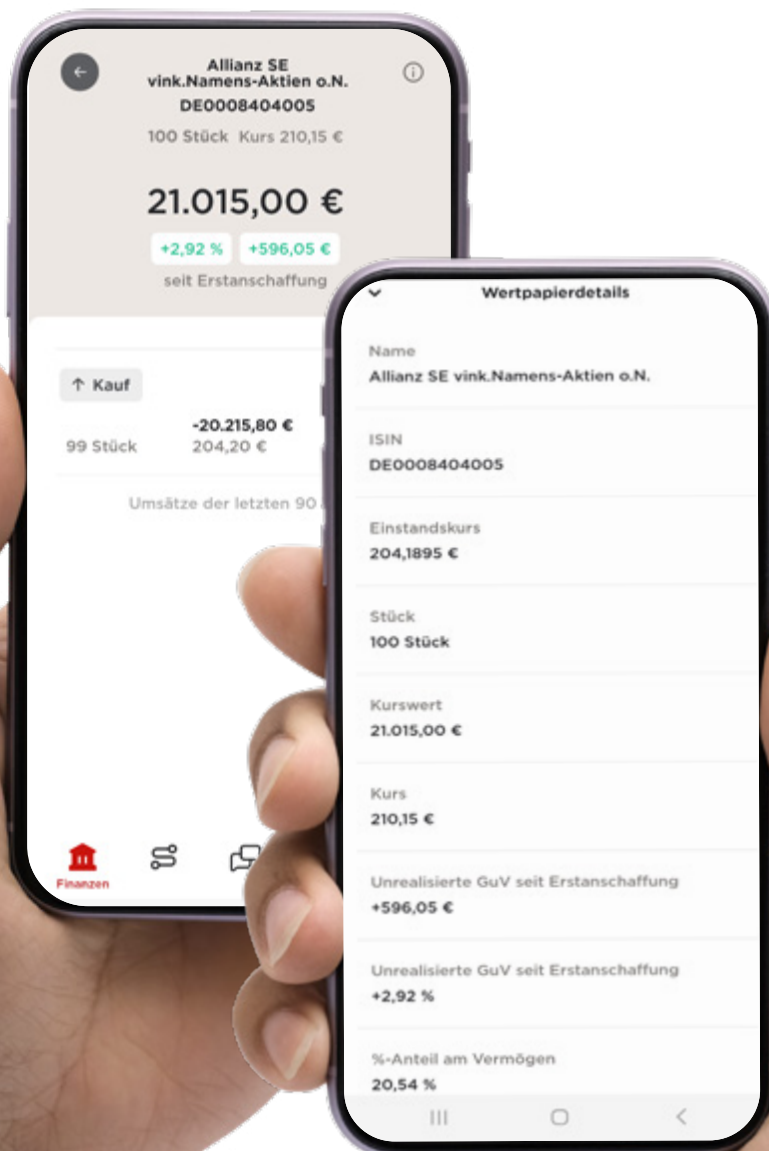 Allianz SE
vink.Namens-Aktien o.N.
DE0008404005
100 Stück Kurs 210,15 €
21.015,00 €
+2,92 % +596,05 €
seit Erstanschaffung
↑ Kauf
-20.215,80 €
99 Stück 204,20 €
Umsätze der letzten 90
Finanzen
Wertpapierdetails
Name
Allianz SE vink.Namens-Aktien o.N.
ISIN
DE0008404005
Einstandskurs
204,1895 €
Stück
100 Stück
Kurswert
21.015,00 €
Kurs
210,15 €
Unrealisierte GuV seit Erstanschaffung
+596,05 €
Unrealisierte GuV seit Erstanschaffung
+2,92 %
%-Anteil am Vermögen
20,54 %